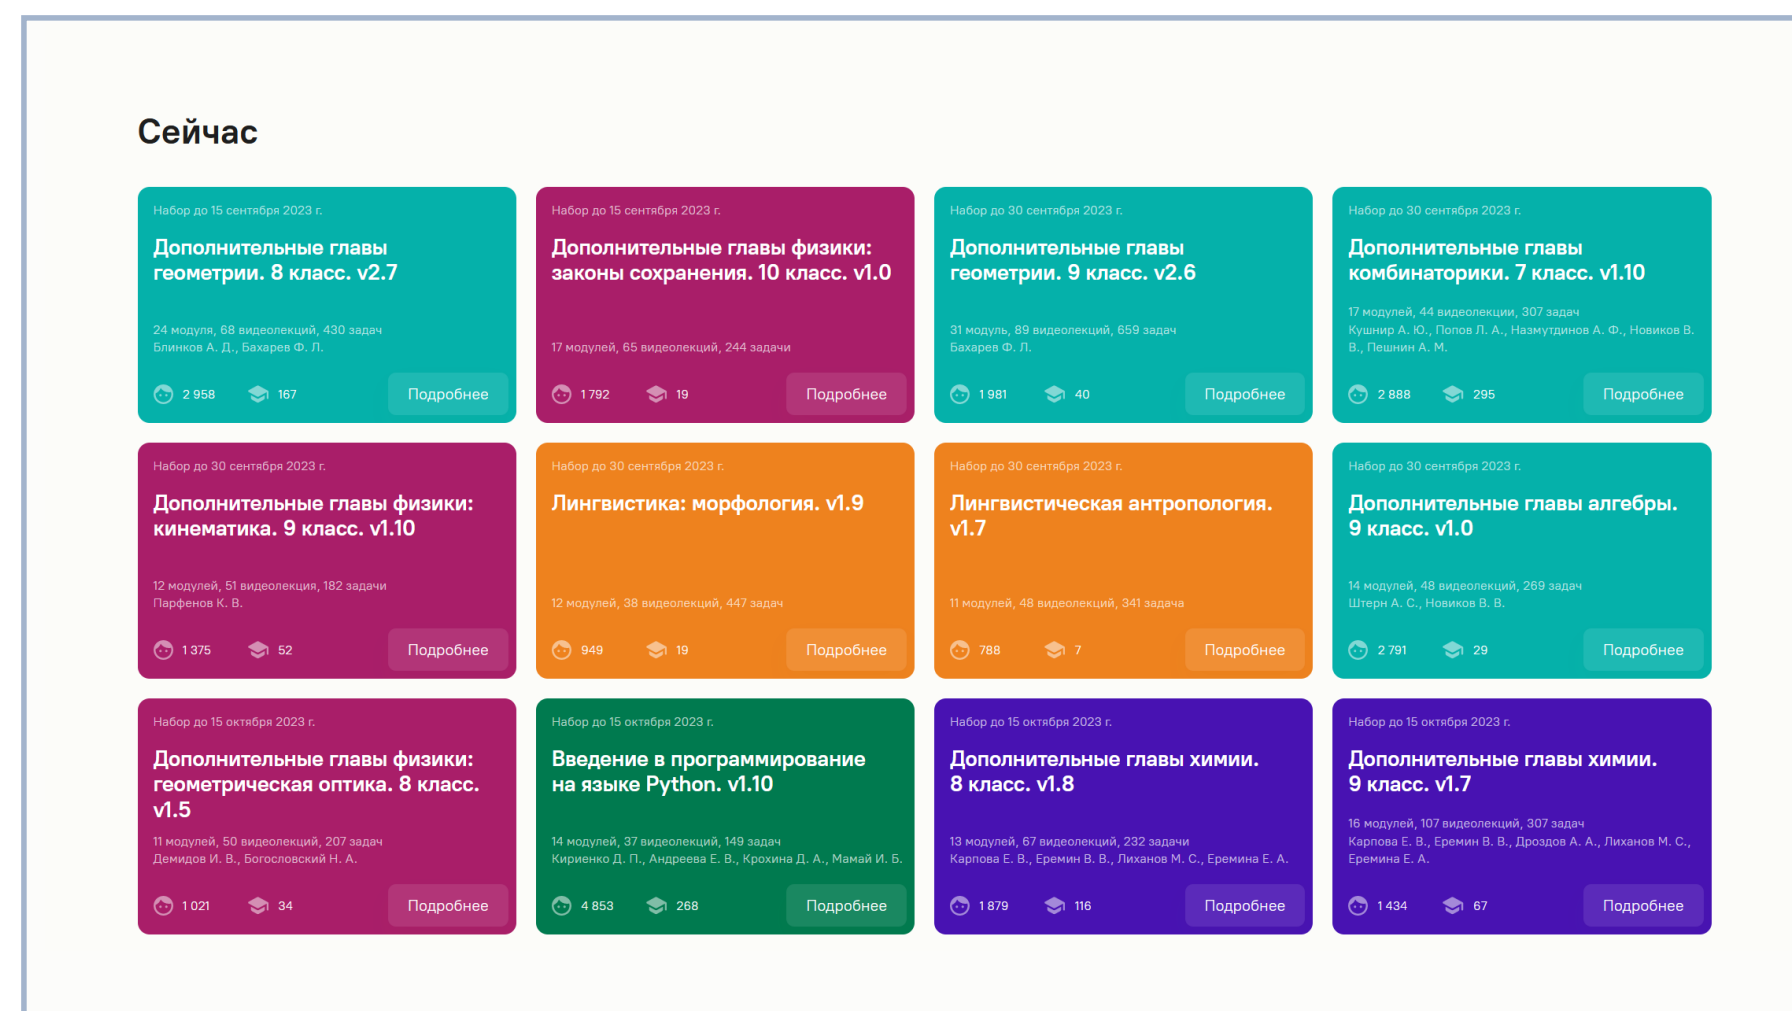 Сейчас
Набор до 15 сентября 2023 г.
Дополнительные главы
геометрии. 8 класс. v2.7
24 модуля, 68 видеолекций, 430 задач
Блинков А. Д., Бахарев Ф. Л.
2 958
167
Подробнее
Набор до 15 сентября 2023 г.
Дополнительные главы физики:
законы сохранения. 10 класс. v1.0
17 модулей, 65 видеолекций, 244 задачи
1 792
19
Подробнее
Набор до 30 сентября 2023 г.
Дополнительные главы
геометрии. 9 класс. v2.6
31 модуль, 89 видеолекций, 659 задач
Бахарев Ф. Л.
1 981
40
Подробнее
Набор до 30 сентября 2023 г.
Дополнительные главы
комбинаторики. 7 класс. v1.10
17 модулей, 44 видеолекции, 307 задач
Кушнир А. Ю., Попов Л. А., Назмутдинов А. Ф., Новиков В.
В., Пешнин А. М.
2 888
295
Подробнее
Набор до 30 сентября 2023 г.
Дополнительные главы физики:
кинематика. 9 класс. v1.10
12 модулей, 51 видеолекция, 182 задачи
Парфенов К. В.
1 375
52
Подробнее
Набор до 30 сентября 2023 г.
Лингвистика: морфология. v1.9
12 модулей, 38 видеолекций, 447 задач
949
19
Подробнее
Набор до 30 сентября 2023 г.
Лингвистическая антропология.
v1.7
11 модулей, 48 видеолекций, 341 задача
788
7
Подробнее
Набор до 30 сентября 2023 г.
Дополнительные главы алгебры.
9 класс. v1.0
14 модулей, 48 видеолекций, 269 задач
Штерн А. С., Новиков В. В.
2 791
29
Подробнее
Набор до 15 октября 2023 г.
Дополнительные главы физики:
геометрическая оптика. 8 класс.
v1.5
11 модулей, 50 видеолекций, 207 задач
Демидов И. В., Богословский Н. А.
1 021
34
Подробнее
Набор до 15 октября 2023 г.
Введение в программирование
на языке Python. v1.10
14 модулей, 37 видеолекций, 149 задач
Кириенко Д. П., Андреева Е. В., Крохина Д. А., Мамай И. Б.
4 853
268
Подробнее
Набор до 15 октября 2023 г.
Дополнительные главы химии.
8 класс. v1.8
13 модулей, 67 видеолекций, 232 задачи
Карпова Е. В., Еремин В. В., Лиханов М. С., Еремина Е. А.
1 879
116
Подробнее
Набор до 15 октября 2023 г.
Дополнительные главы химии.
9 класс. v1.7
16 модулей, 107 видеолекций, 307 задач
Карпова Е. В., Еремин В. В., Дроздов А. А., Лиханов М. С.,
Еремина Е. А.
1 434
67
Подробнее